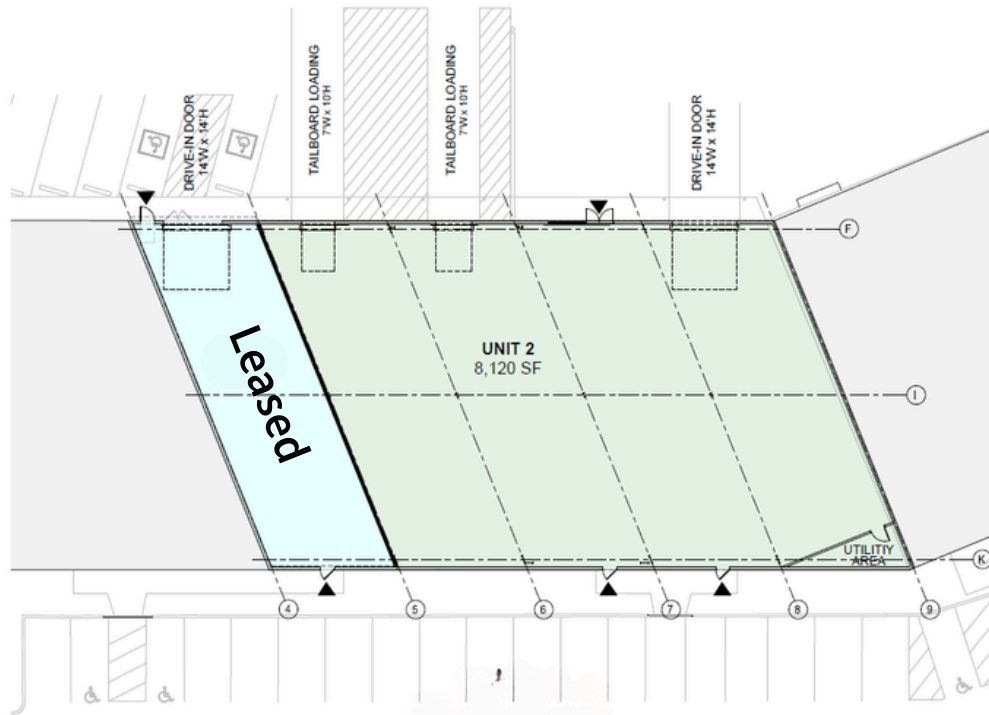 DRIVE-IN DOOR
14'W x 14'H
TAILBOARD LOADING
7'W x 10'H
TAILBOARD LOADING
7'W x 10'H
DRIVE-IN DOOR
14'W x 14'H
F
Leased
UNIT 2
8,120 SF
I
UTILITIY
AREA
K
4
5
6
7
8
9